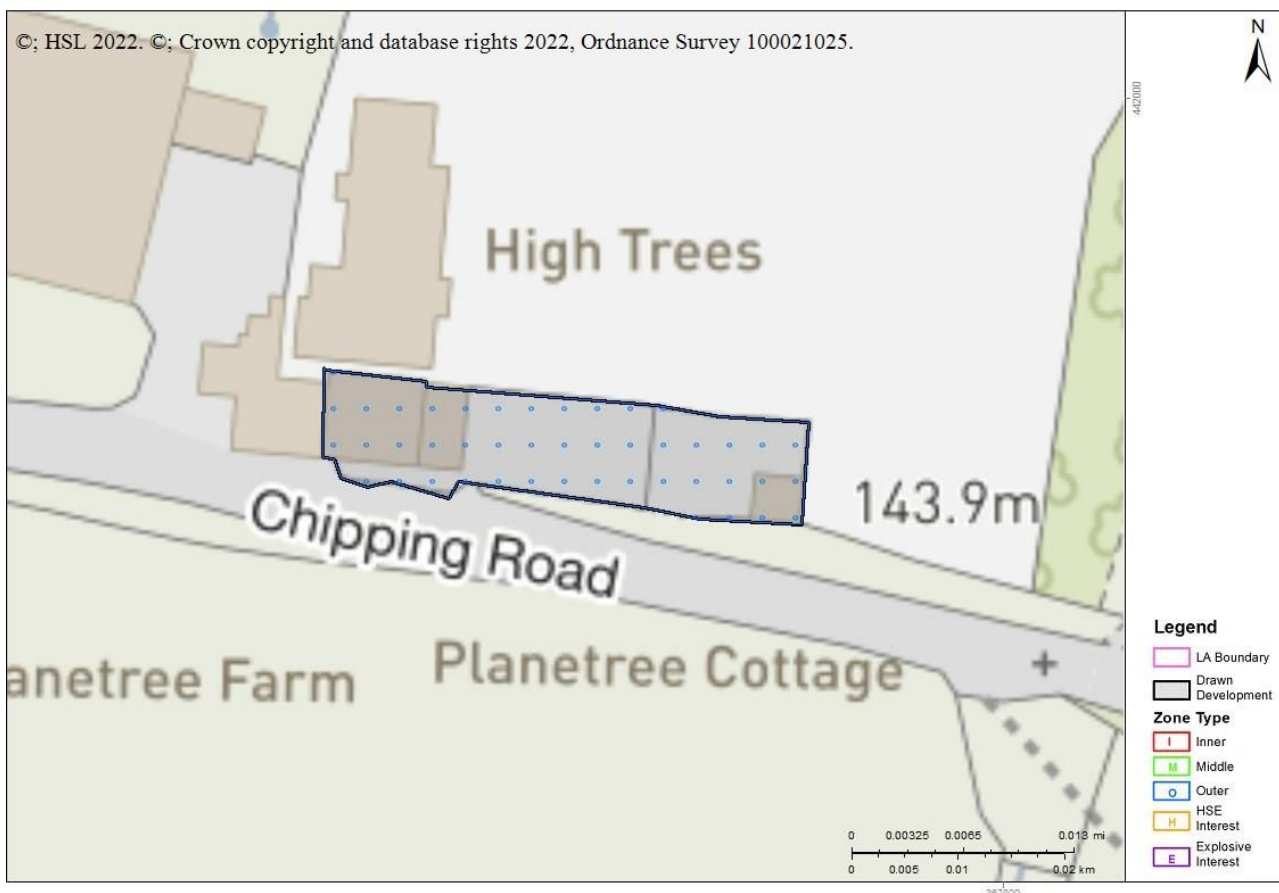 ©; HSL 2022. ©; Crown copyright and database rights 2022, Ordnance Survey 100021025.
N
442000
High Trees
143.9m
Chipping Road
Planetree Cottage
anetree Farm
Legend
LA Boundary
Drawn
Development
Zone Type
I Inner
M Middle
O Outer
H HSE
Interest
E Explosive
Interest
0 0.00325 0.0065 0.013 mi
0 0.005 0.01 0.02 km